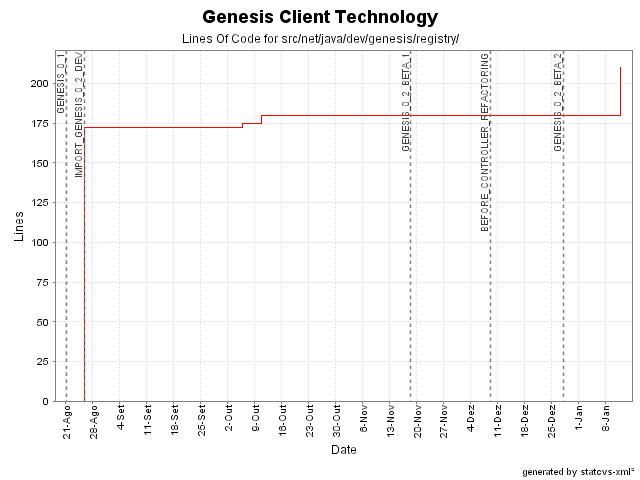 Genesis Client Technology
Lines Of Code for src/net/java/dev/genesis/registry/
GENESIS_0_1
IMPORT_GENESIS_0_2_DEV
GENESIS_0_2_BETA_1
BEFORE_CONTROLLER_REFACTORING
GENESIS_0_2_BETA_2
Lines
200
175
150
125
100
75
50
25
0
21-Ago
28-Ago
4-Set
11-Set
18-Set
25-Set
2-Out
9-Out
16-Out
23-Out
30-Out
6-Nov
13-Nov
20-Nov
27-Nov
4-Dez
11-Dez
18-Dez
25-Dez
1-Jan
8-Jan
Date
generated by statcvs-xml²